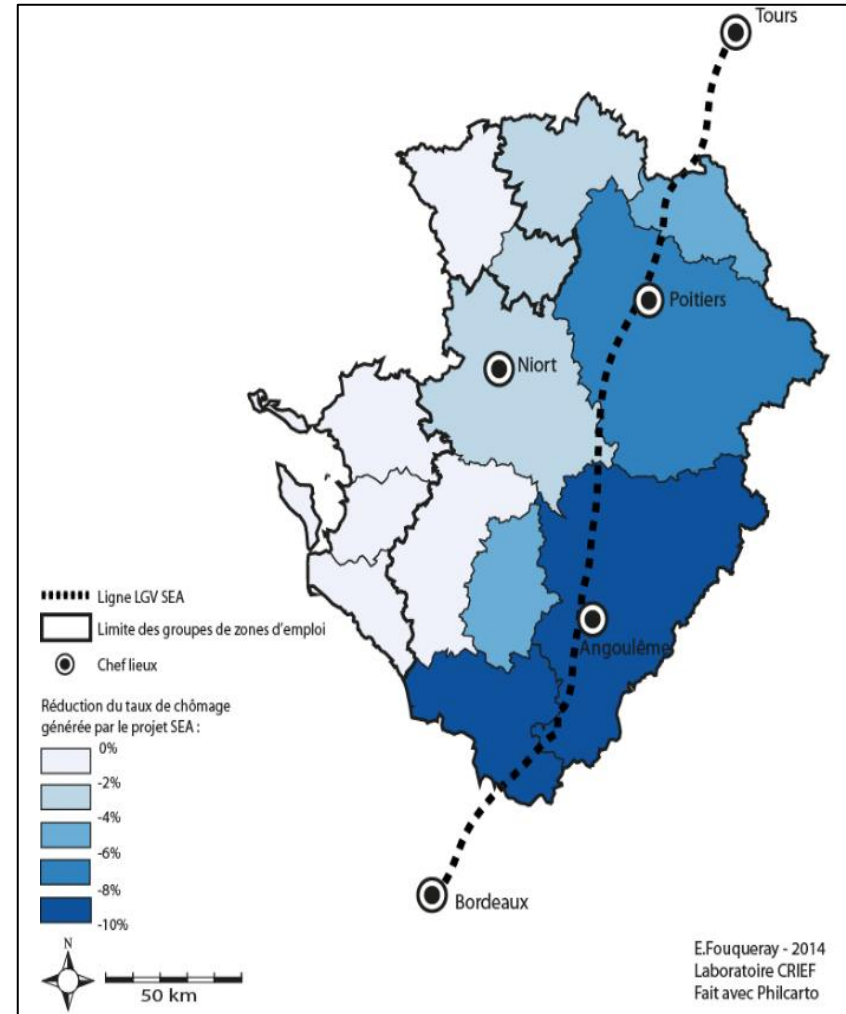 Tours
Poitiers
Niort
Angoulême
Bordeaux
Ligne LGV SEA
Limite des groupes de zones d'emploi
Chef lieux
Réduction du taux de chômage
générée par le projet SEA :
0%
-2%
-4%
-6%
-8%
-10%
N
50 km
E.Fouqueray - 2014
Laboratoire CRIEF
Fait avec Philcarto